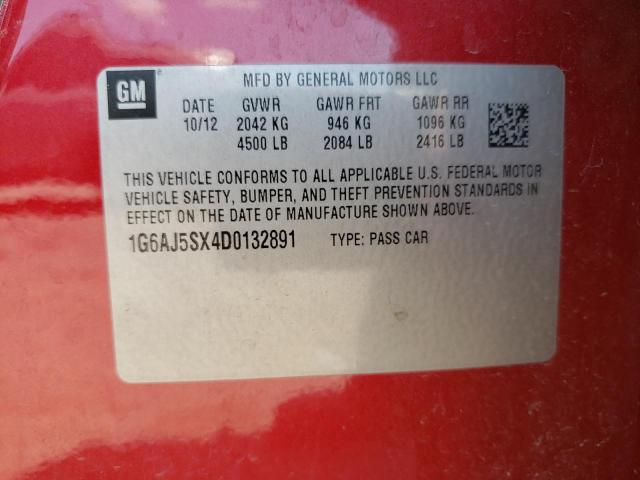 GM
MFD BY GENERAL MOTORS LLC
DATE GVWR GAWR FRT GAWR RR
10/12 2042 KG 946 KG 1096 KG
4500 LB 2084 LB 2416 LB
THIS VEHICLE CONFORMS TO ALL APPLICABLE U.S. FEDERAL MOTOR
VEHICLE SAFETY, BUMPER, AND THEFT PREVENTION STANDARDS IN
EFFECT ON THE DATE OF MANUFACTURE SHOWN ABOVE.
1G6AJ5SX4D0132891 TYPE: PASS CAR